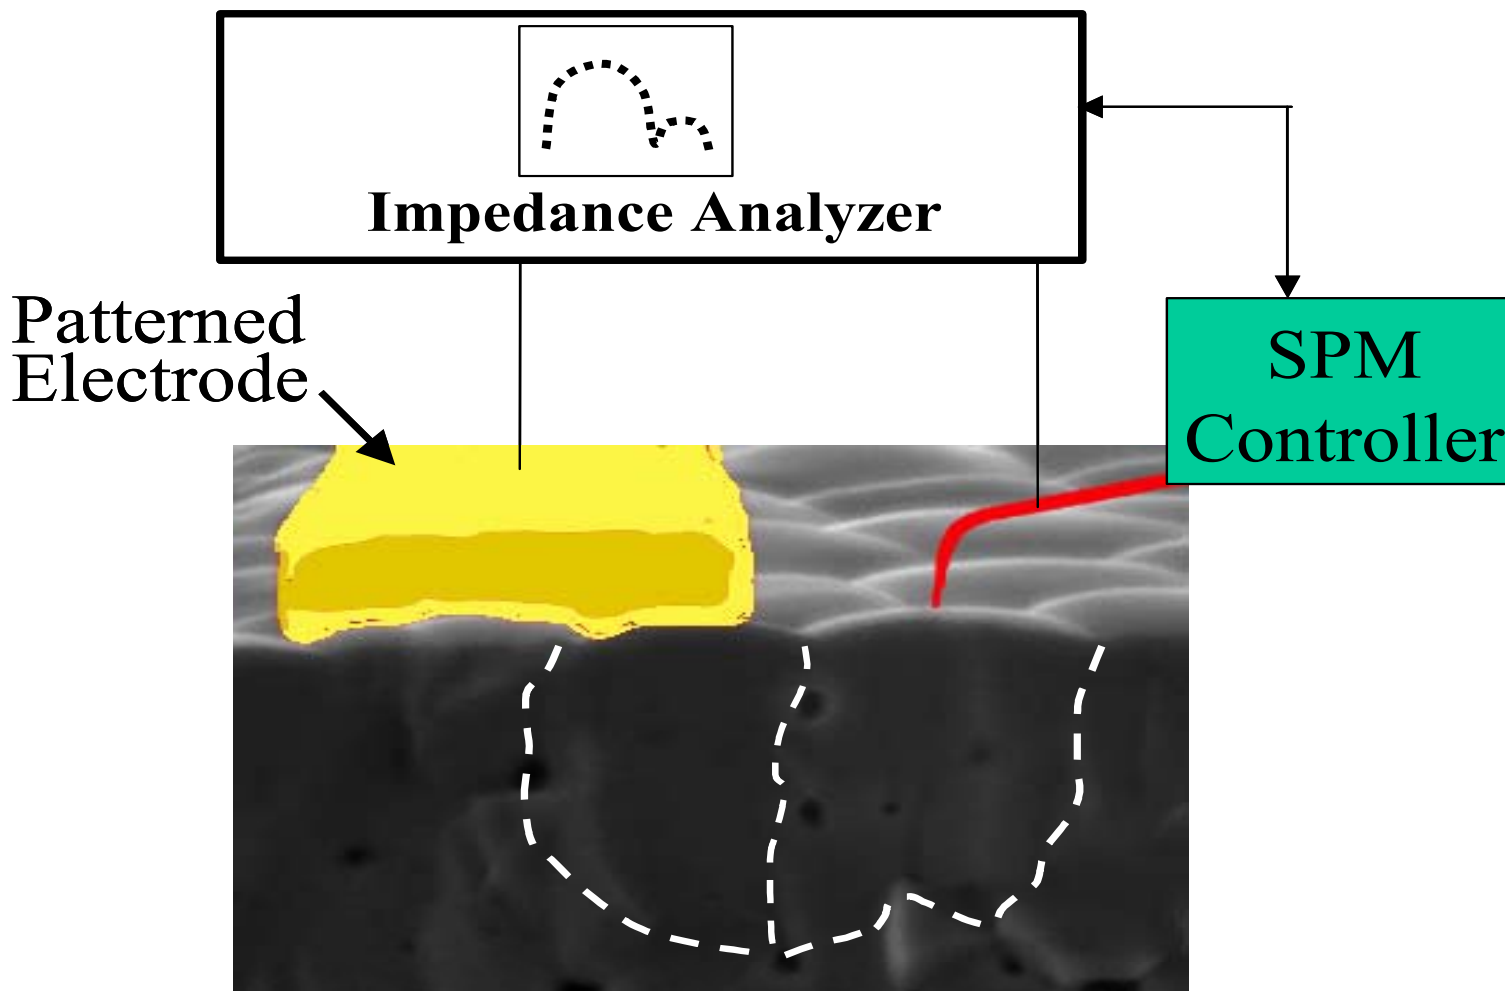 Impedance Analyzer
Patterned
Electrode
SPM
Controller